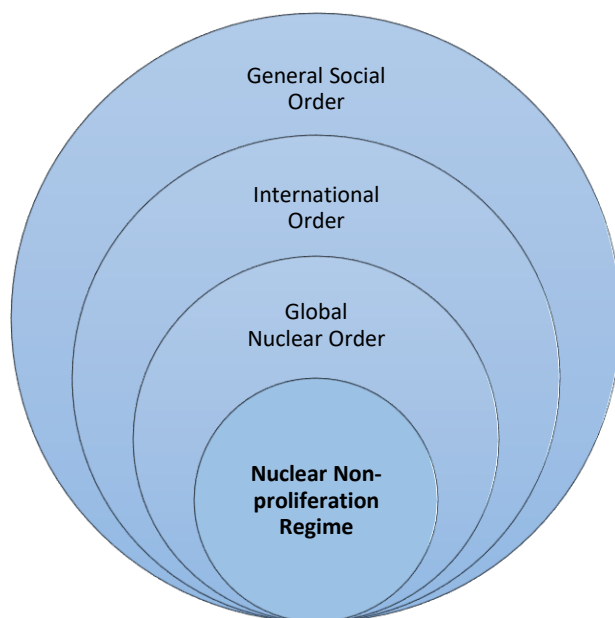 General Social
Order
International
Order
Global
Nuclear Order
Nuclear Non-
proliferation
Regime